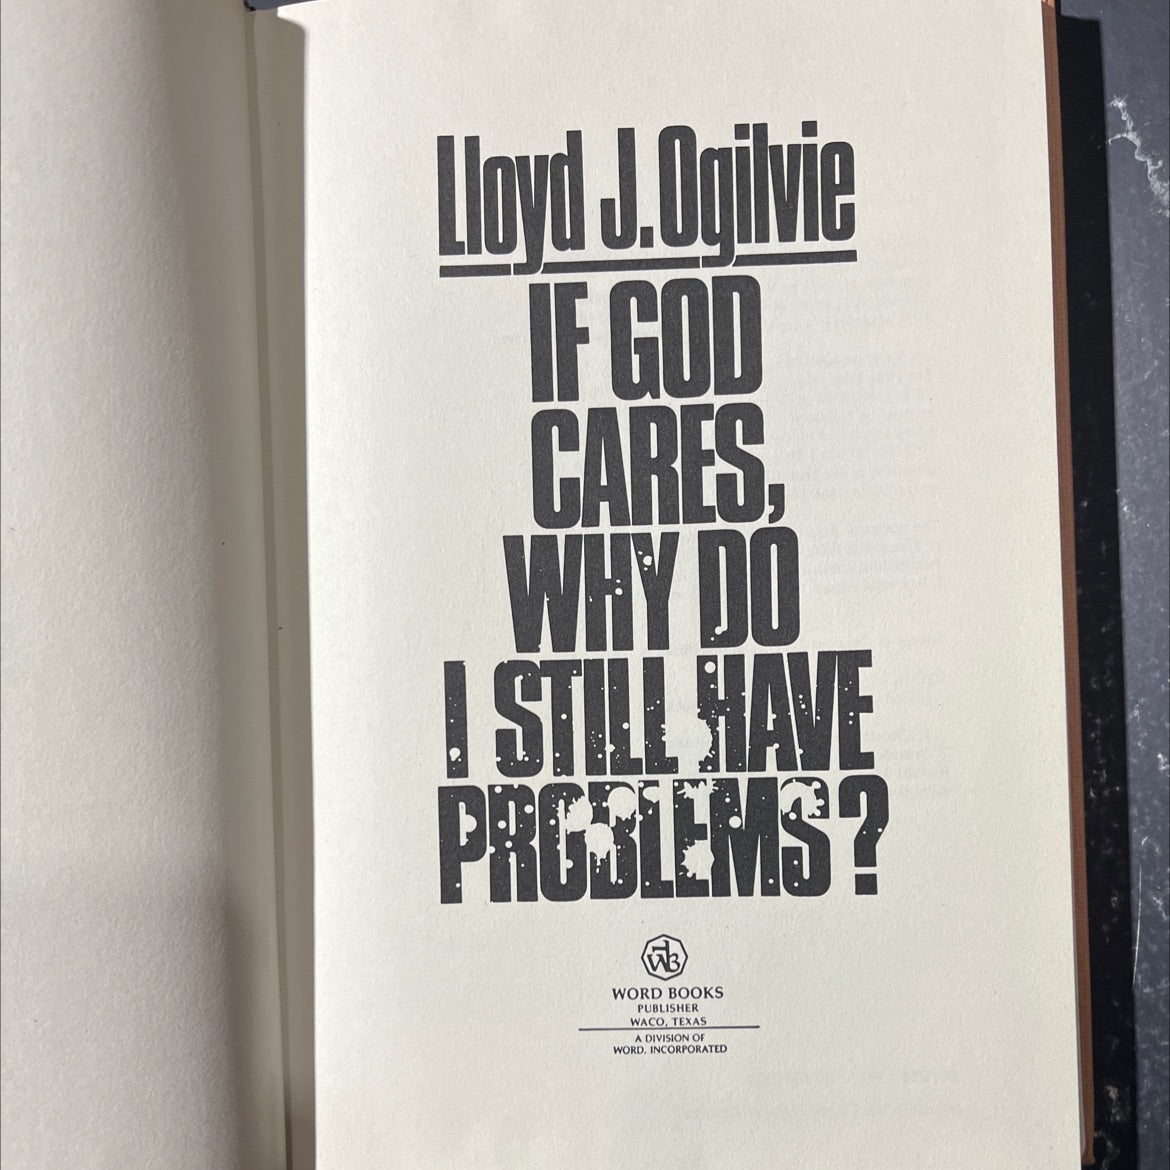 Lloyd J. Ogilvie
IF GOD
CARES,
WHY DO
I STILL HAVE
PROBLEMS?
WB
WORD BOOKS
PUBLISHER
WACO, TEXAS
A DIVISION OF
WORD, INCORPORATED